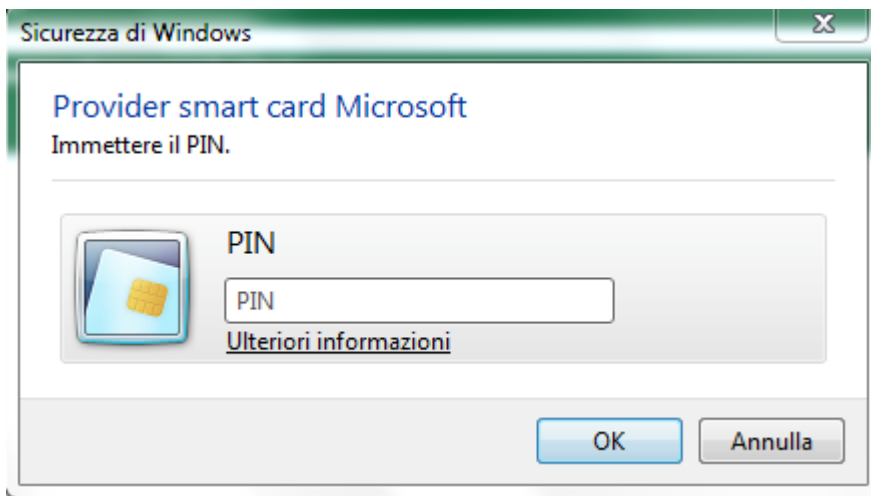 Sicurezza di Windows
Provider smart card Microsoft
Immettere il PIN.
PIN
PIN
Ulteriori informazioni
OK
Annulla